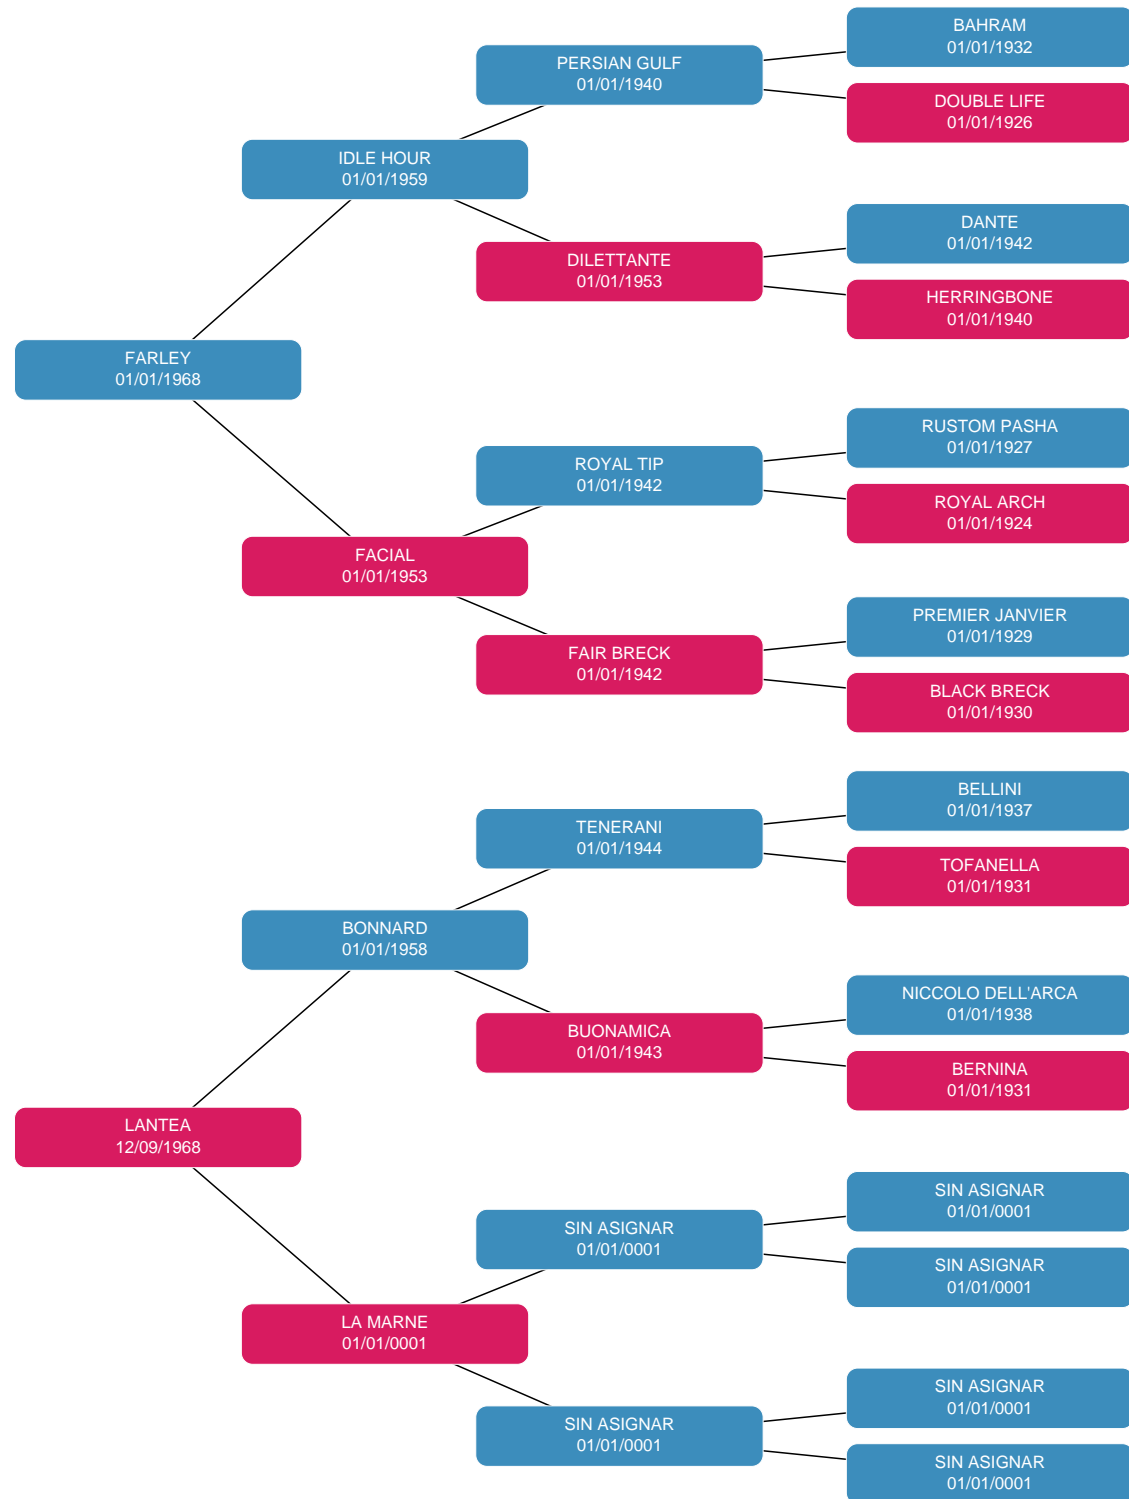 BAHRAM
01/01/1932
PERSIAN GULF
01/01/1940
DOUBLE LIFE
01/01/1926
IDLE HOUR
01/01/1959
DANTE
01/01/1942
DILETTANTE
01/01/1953
HERRINGBONE
01/01/1940
FARLEY
01/01/1968
RUSTOM PASHA
01/01/1927
ROYAL TIP
01/01/1942
ROYAL ARCH
01/01/1924
FACIAL
01/01/1953
PREMIER JANVIER
01/01/1929
FAIR BRECK
01/01/1942
BLACK BRECK
01/01/1930
BELLINI
01/01/1937
TENERANI
01/01/1944
TOFANELLA
01/01/1931
BONNARD
01/01/1958
NICCOLO DELL'ARCA
01/01/1938
BUONAMICA
01/01/1943
BERNINA
01/01/1931
LANTEA
12/09/1968
SIN ASIGNAR
01/01/0001
SIN ASIGNAR
01/01/0001
SIN ASIGNAR
01/01/0001
LA MARNE
01/01/0001
SIN ASIGNAR
01/01/0001
SIN ASIGNAR
01/01/0001
SIN ASIGNAR
01/01/0001